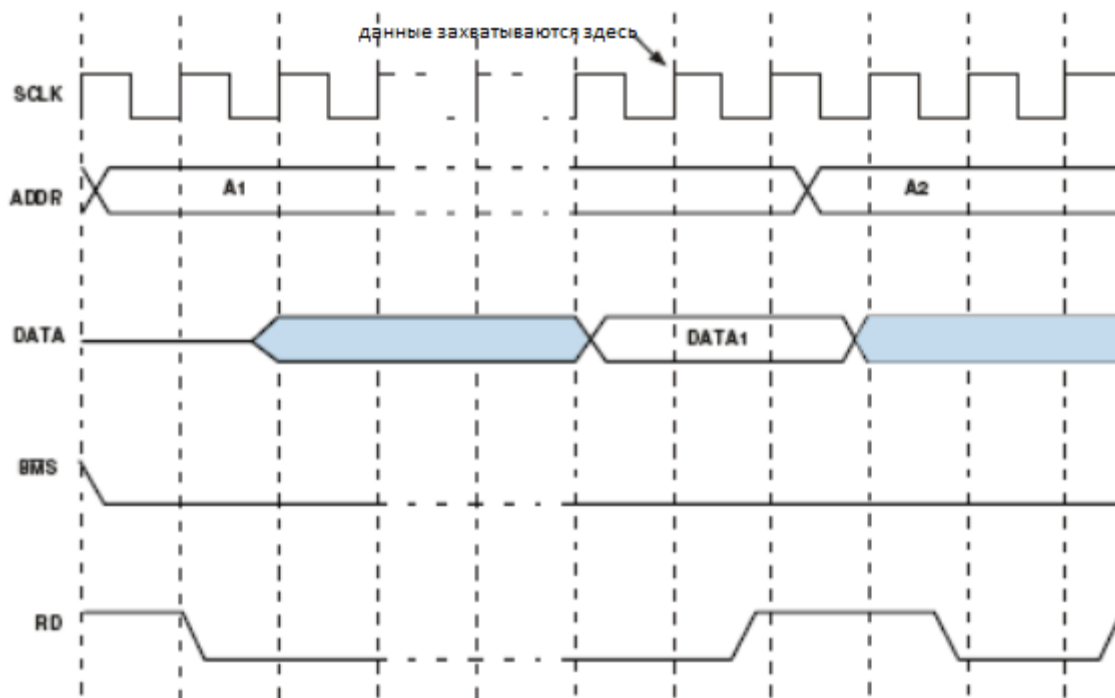 данные захватываются здесь
SCLK
ADDR
A1
A2
DATA
DATA1
BMS
RD